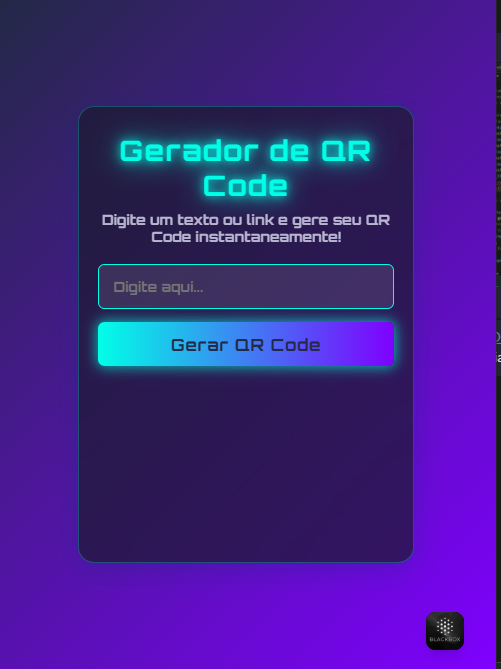 Gerador de QR
Code
Digite um texto ou link e gere seu QR
Code instantaneamente!
Digite aqui...
Gerar QR Code
BLACKBOX